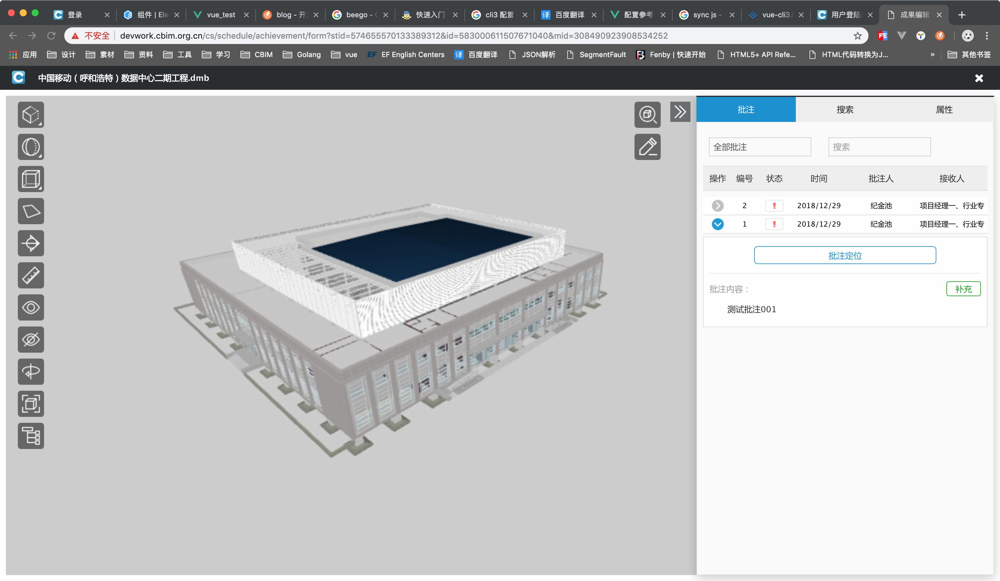 登录
组件 | Ele
vue_test
blog - 开
beego -
快速入门
cli3 配置
百度翻译
配置参考
sync js -
vue-cli3.
用户登陆
成果编辑
不安全
devwork.cbim.org.cn/cs/schedule/achievement/form?stid=574655570133389312&id=583000611507671040&mid=308490923908534252
应用
设计
素材
资料
工具
学习
CBIM
Golang
vue
EF EF English Centers
译 百度翻译
JSON解析
SegmentFault
Fenby | 快速开始
HTML5+ API Refe...
HTML代码转换为J...
»
其他书签
中国移动（呼和浩特）数据中心二期工程.dmb
批注 搜索 属性
全部批注 搜索
操作 编号 状态 时间 批注人 接收人
2 ! 2018/12/29 纪金池 项目经理一、行业专
1 ! 2018/12/29 纪金池 项目经理一、行业专
批注定位
批注内容： 补充
测试批注001